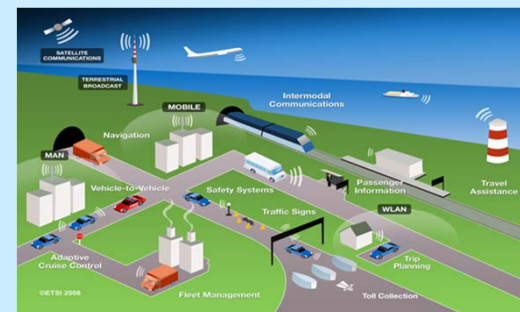 SATELLITE
COMMUNICATIONS
TERRESTRIAL
BROADCAST
MOBILE
Intermodal
Communications
Navigation
MAN
Vehicle-to-Vehicle
Safety Systems
Passenger
Information
Travel
Assistance
Traffic Signs
WLAN
Adaptive
Cruise Control
Trip
Planning
Fleet Management
Toll Collection
©ETSI 2008